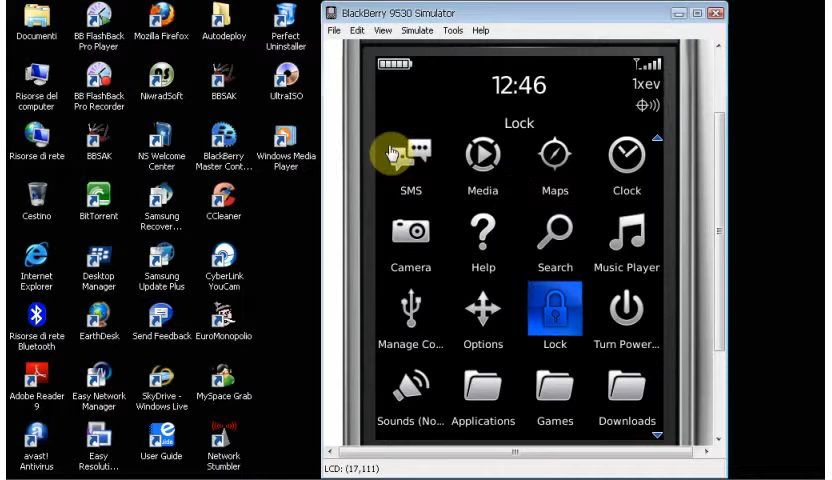 Documenti
BB FlashBack
Pro Player
Mozilla Firefox
Autodeploy
Perfect
Uninstaller
Risorse del
computer
BB FlashBack
Pro Recorder
NiwradSoft
BBSAK
UltraISO
Risorse di rete
BBSAK
NS Welcome
Center
BlackBerry
Master Cont...
Windows Media
Player
Cestino
BitTorrent
Samsung
Recover...
CCleaner
Internet
Explorer
Desktop
Manager
Samsung
Update Plus
CyberLink
YouCam
Risorse di rete
Bluetooth
EarthDesk
Send Feedback
EuroMonopolio
Adobe Reader
9
Easy Network
Manager
SkyDrive -
Windows Live
MySpace Grab
avast!
Antivirus
Easy
Resoluti...
User Guide
Network
Stumbler
BlackBerry 9530 Simulator
File Edit View Simulate Tools Help
12:46
1xev
Lock
SMS Media Maps Clock
Camera Help Search Music Player
Manage Co... Options Lock Turn Power...
Sounds (No... Applications Games Downloads
LCD: (17,111)